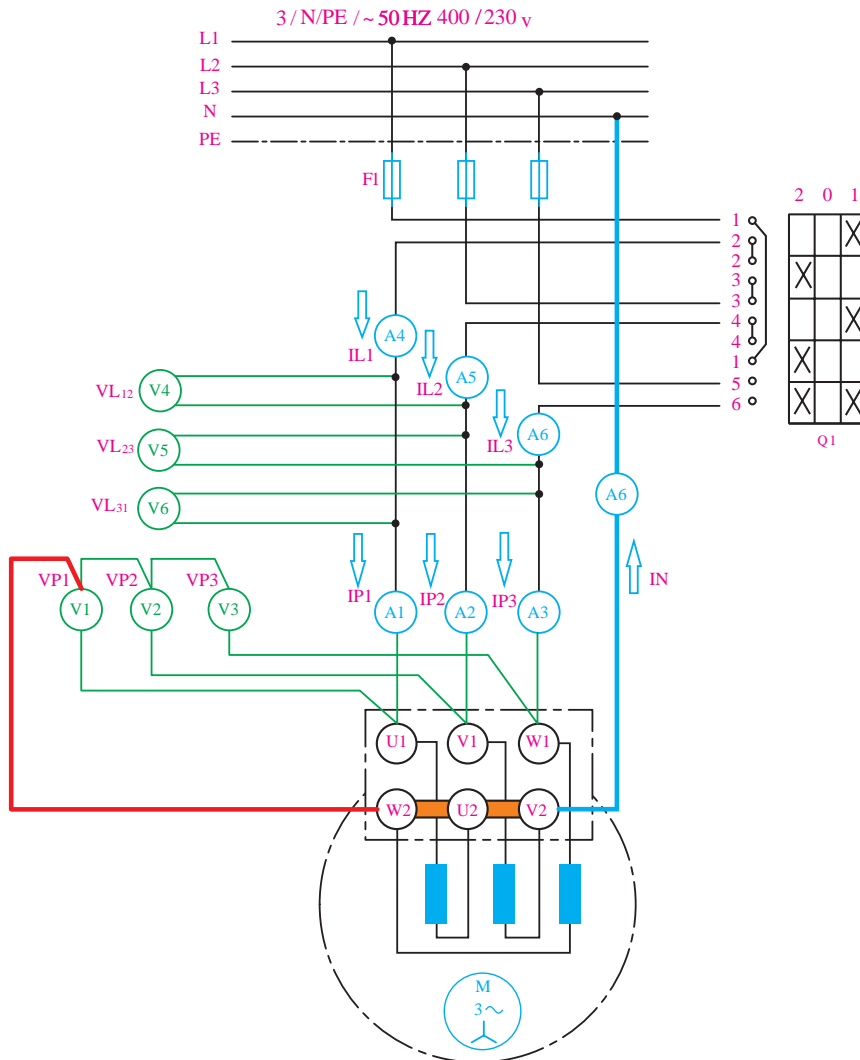 3 / N/PE / ~ 50 HZ 400 / 230 v
L1
L2
L3
N
PE
F1
2 0 1
1
2
2
3
3
4
4
1
5
6
Q1
A4
IL1
A5
IL2
A6
IL3
VL12 V4
VL23 V5
VL31 V6
A6
IN
VP1 VP2 VP3
V1 V2 V3
IP1 IP2 IP3
A1 A2 A3
U1 V1 W1
W2 U2 V2
M
3~